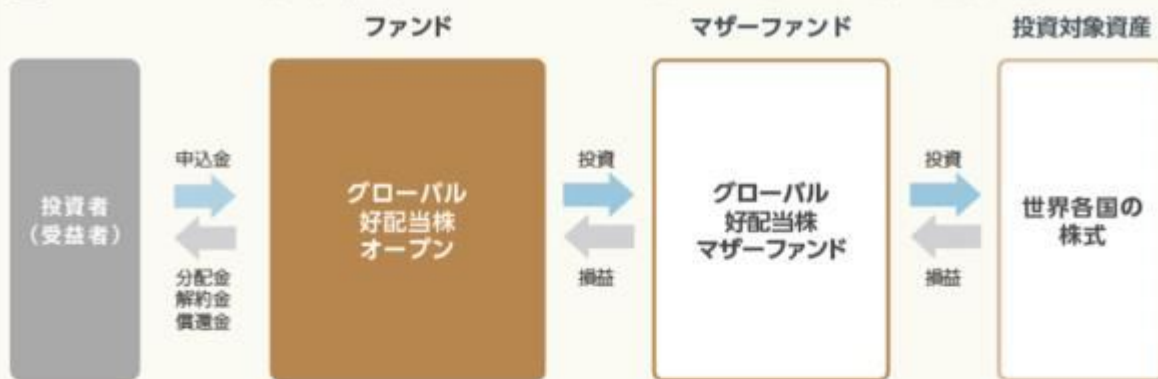 ファンド
マザーファンド
投資対象資産
投資者
(受益者)
申込金
分配金
解約金
償還金
グローバル
好配当株
オープン
投資
損益
グローバル
好配当株
マザーファンド
投資
損益
世界各国の
株式